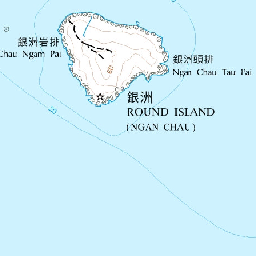 銀洲岩排
Chau Ngam Pai
銀洲頭排
Ngan Chau Tau Pai
銀洲
ROUND ISLAND
(NGAN CHAU)